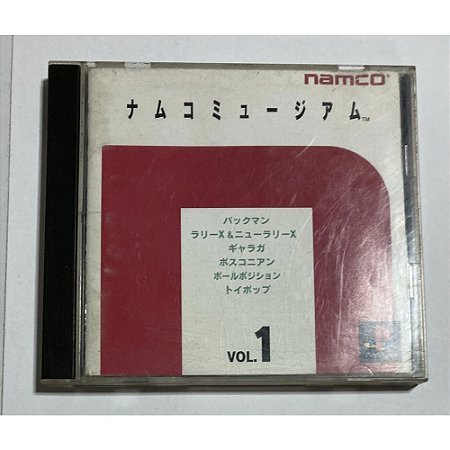 namco®
ナムコミュージアム™
パックマン
ラリーX&ニューラリーX
ギャラガ
ボスコニアン
ポールポジション
トイポップ
VOL.1